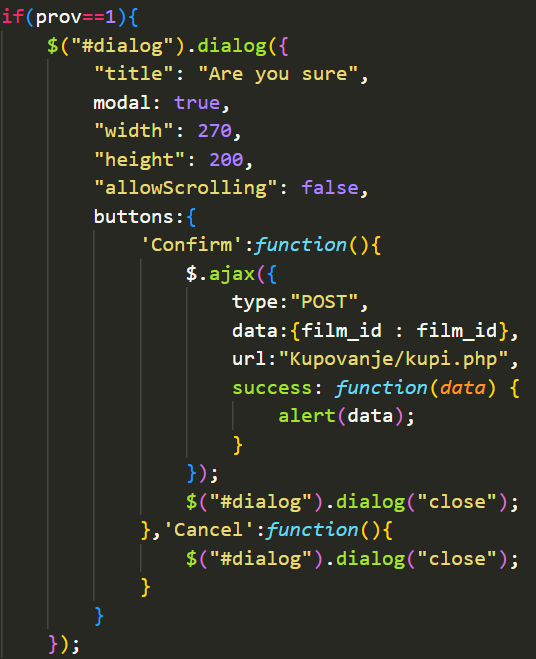 if(prov==1){
    $("#dialog").dialog({
        "title": "Are you sure",
        modal: true,
        "width": 270,
        "height": 200,
        "allowScrolling": false,
        buttons:{
            'Confirm':function(){
                $.ajax({
                    type:"POST",
                    data:{film_id : film_id},
                    url:"Kupovanje/kupi.php",
                    success: function(data) {
                        alert(data);
                    }
                });
                $("#dialog").dialog("close");
            },'Cancel':function(){
                $("#dialog").dialog("close");
            }
        }
    });